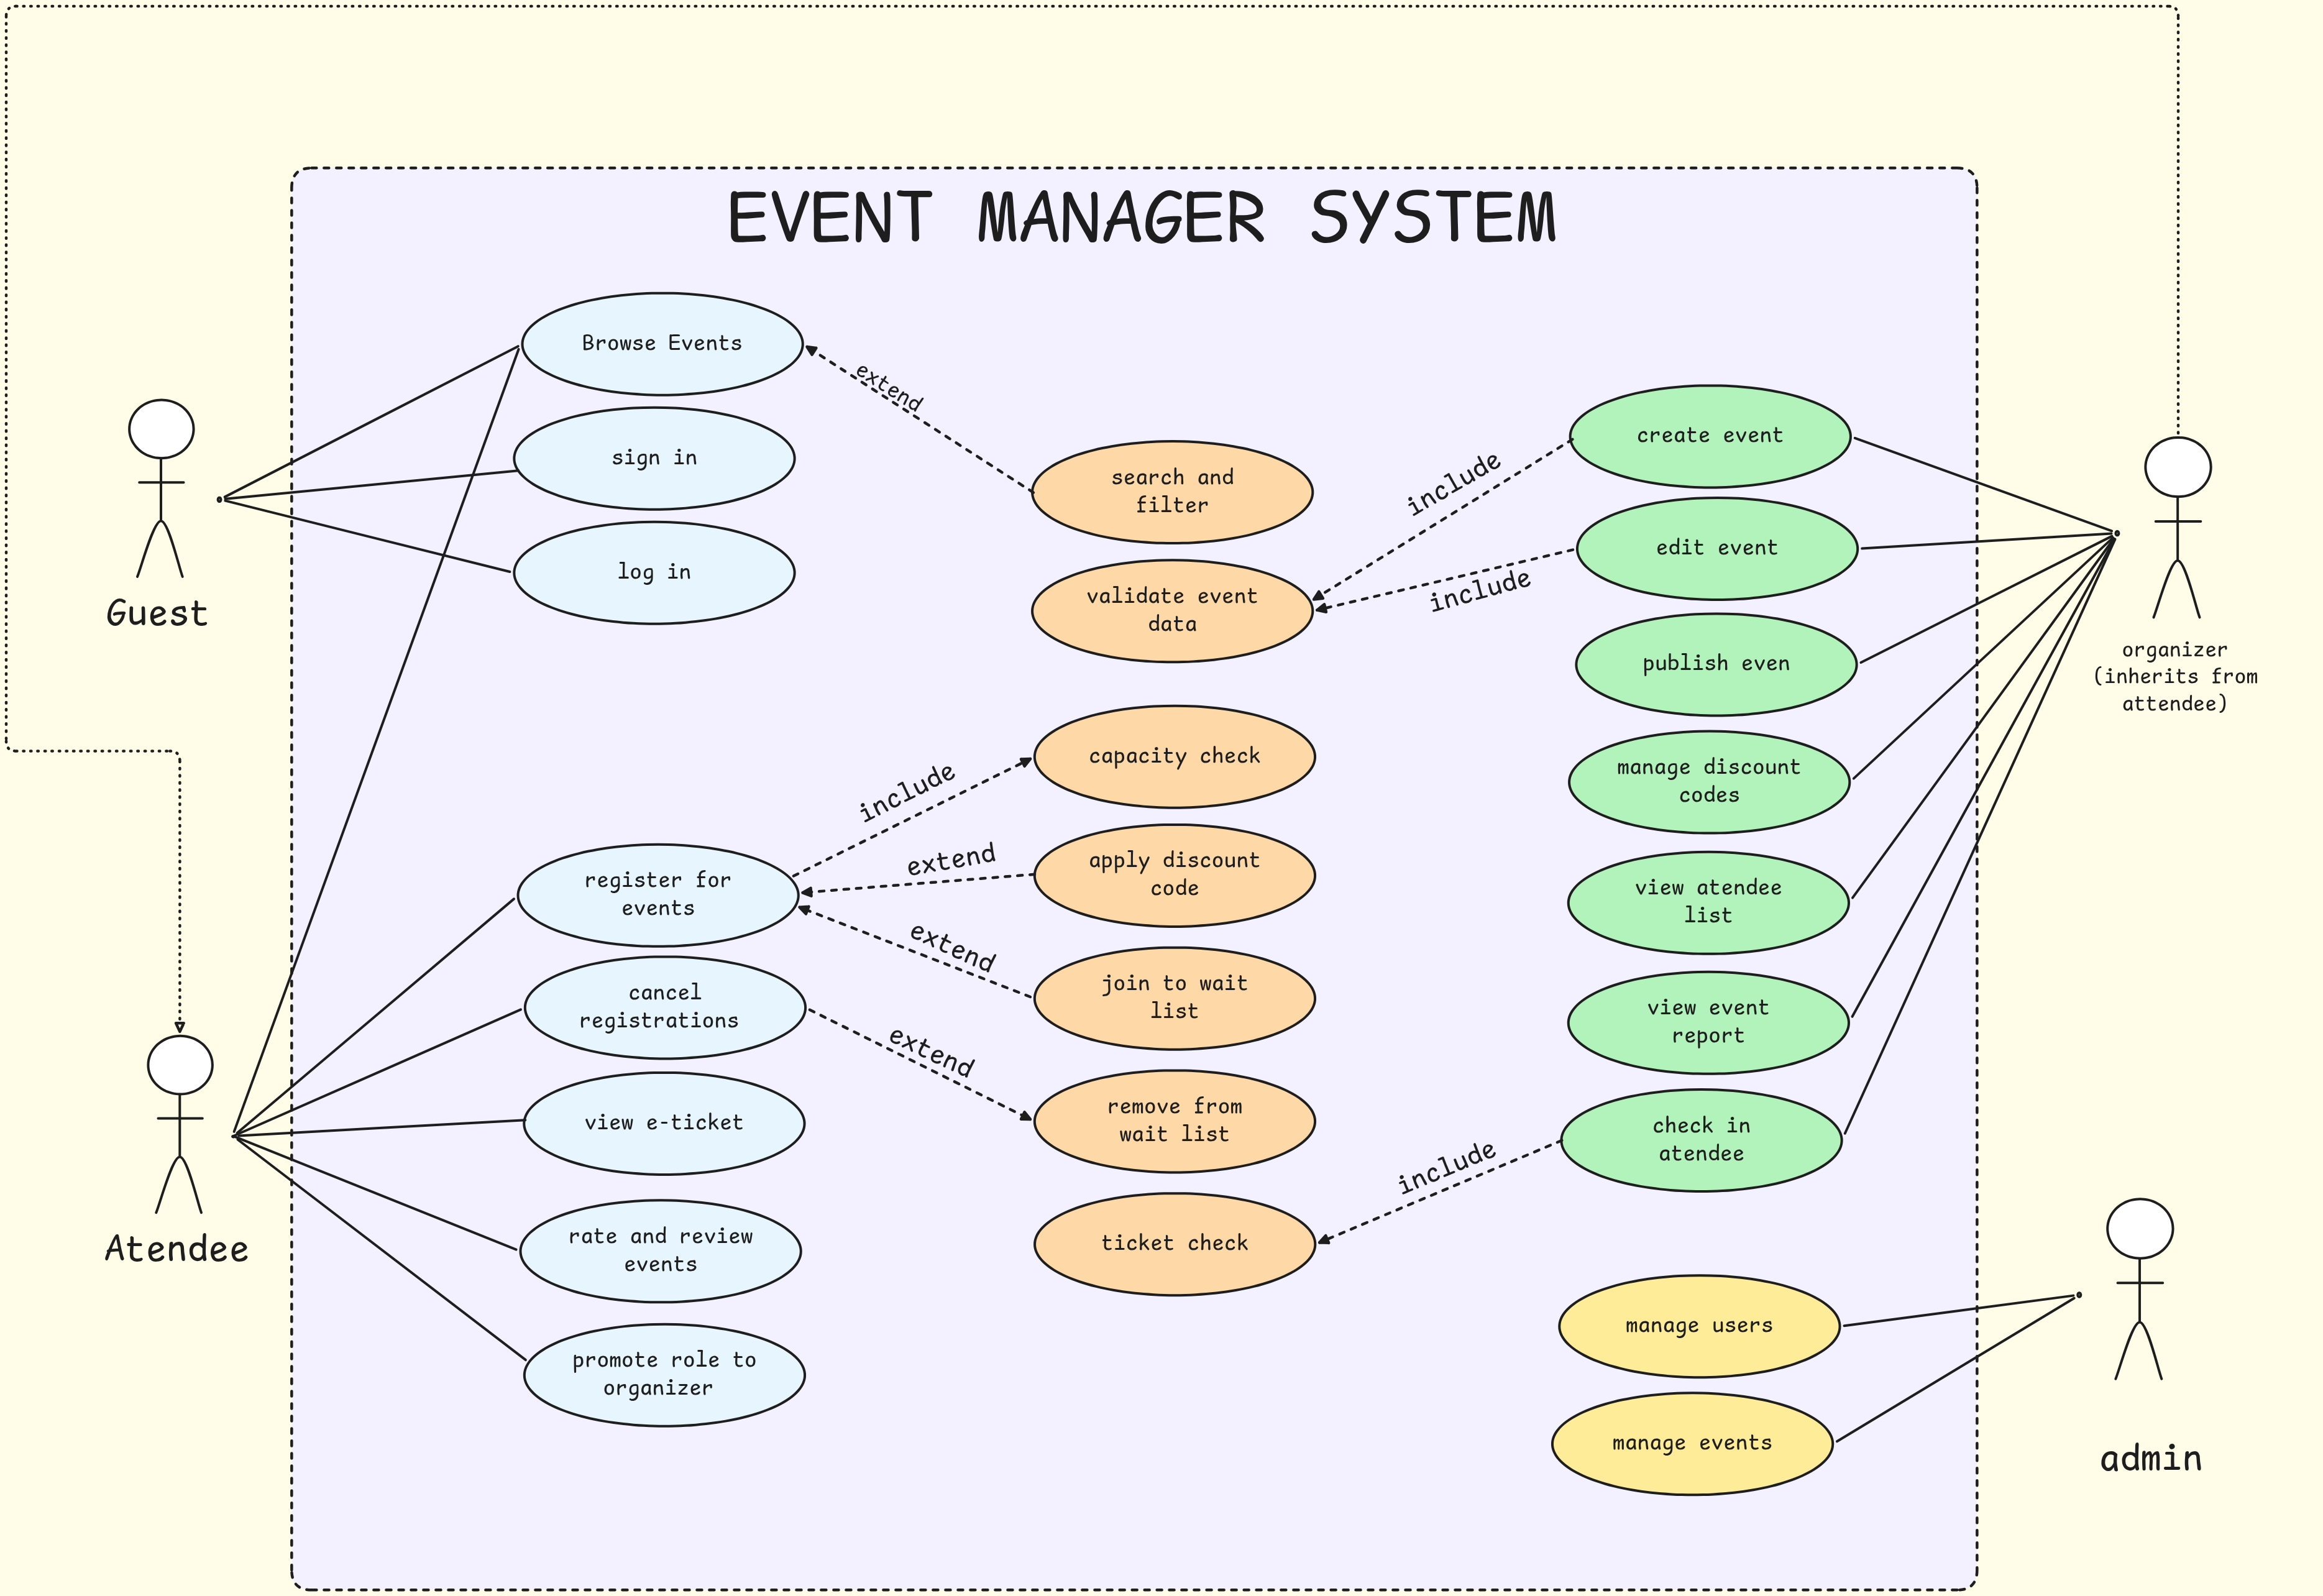 EVENT MANAGER SYSTEM
Browse Events
sign in
log in
Guest
extend
search and
filter
validate event
data
include
include
create event
edit event
publish even
manage discount
codes
view atendee
list
view event
report
check in
atendee
organizer
(inherits from
attendee)
capacity check
include
apply discount
code
extend
join to wait
list
extend
remove from
wait list
extend
ticket check
include
register for
events
cancel
registrations
view e-ticket
rate and review
events
promote role to
organizer
Atendee
manage users
manage events
admin